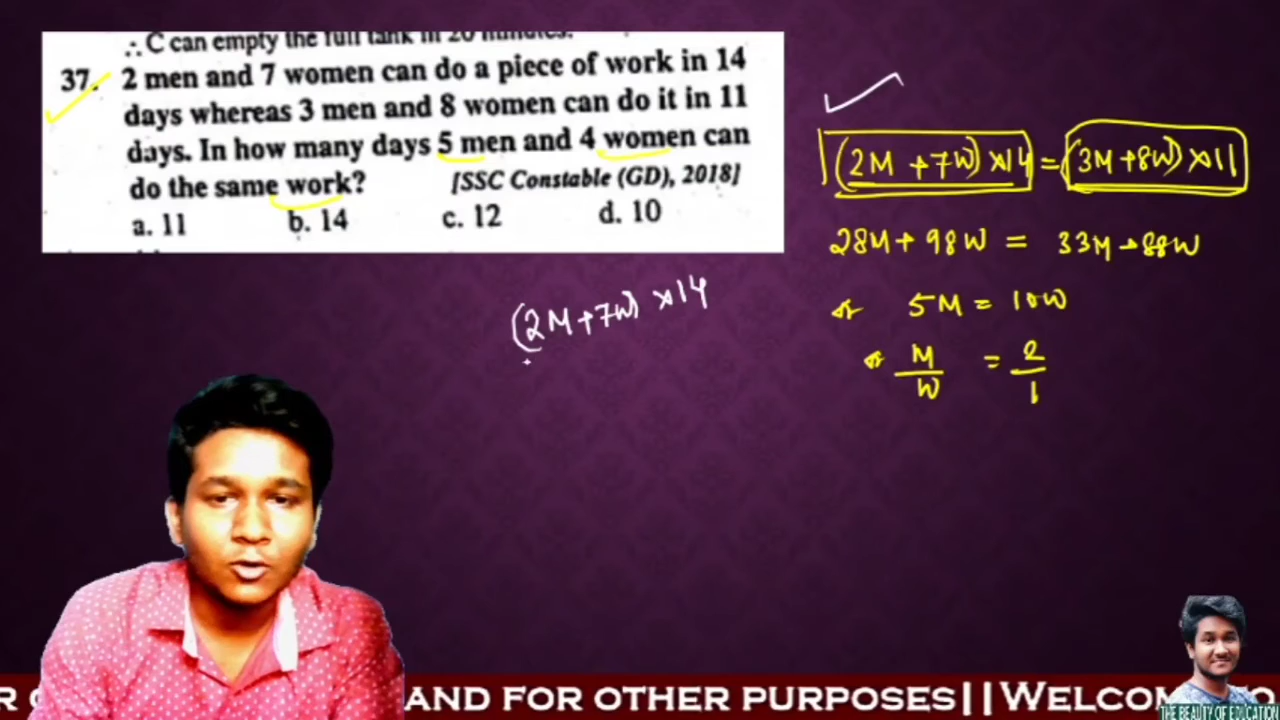 ∴ C can empty the full tank in 20 minutes.
37. 2 men and 7 women can do a piece of work in 14
days whereas 3 men and 8 women can do it in 11
days. In how many days 5 men and 4 women can
do the same work? [SSC Constable (GD), 2018]
a. 11 b. 14 c. 12 d. 10
(2M+7W) ×14
(2M +7W) ×14 = (3M+8W) ×11
28M+98W = 33M+88W
5M = 10W
M/W = 2/1
AND FOR OTHER PURPOSES||WELCOM
THE BEAUTY OF EDUCATION